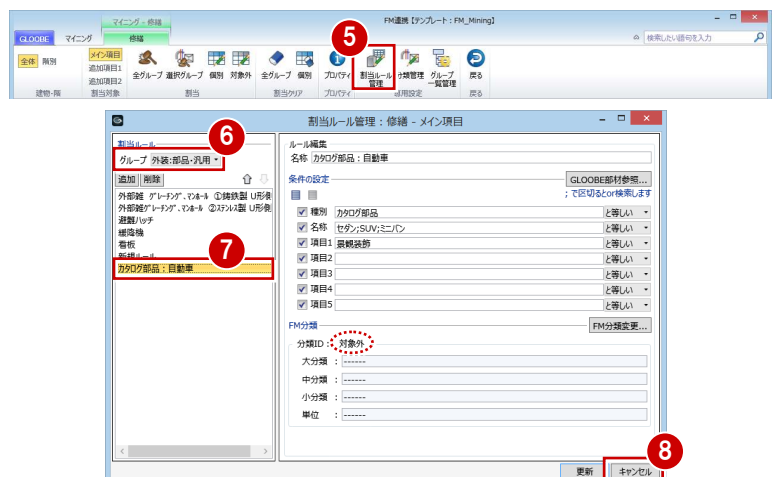 マイニング - 修繕
FM連携 [テンプレート : FM_Mining]
GLOOBE マイニング 修繕
検索したい語句を入力
5
全体 階別
メイン項目
追加項目1
追加項目2
全グループ 選択グループ 個別 対象外
全グループ 個別
プロパティ
割当ルール
管理
分類管理
グループ
一覧管理
戻る
建物・階 割当対象 割当 割当クリア プロパティ 運用設定 戻る
割当ルール管理 : 修繕 - メイン項目
6
割当ルール
グループ 外装:部品・汎用
追加 削除
外部雑 グレーチング、マンホール ①鋳鉄製 U形側
外部雑グレーチング、マンホール ②ステンレス製 U形側
避難ハッチ
緩降機
看板
新規ルール
カタログ部品 : 自動車
7
ルール編集
名称 カタログ部品 : 自動車
条件の設定
GLOOBE部材参照...
; で区切るとor検索します
種別 カタログ部品 と等しい
名称 セダン;SUV;ミニバン と等しい
項目1 景観装飾 と等しい
項目2 と等しい
項目3 と等しい
項目4 と等しい
項目5 と等しい
FM分類
FM分類変更...
分類ID : 対象外
大分類 : ------
中分類 : ------
小分類 : ------
単位 : ------
8
更新 キャンセル